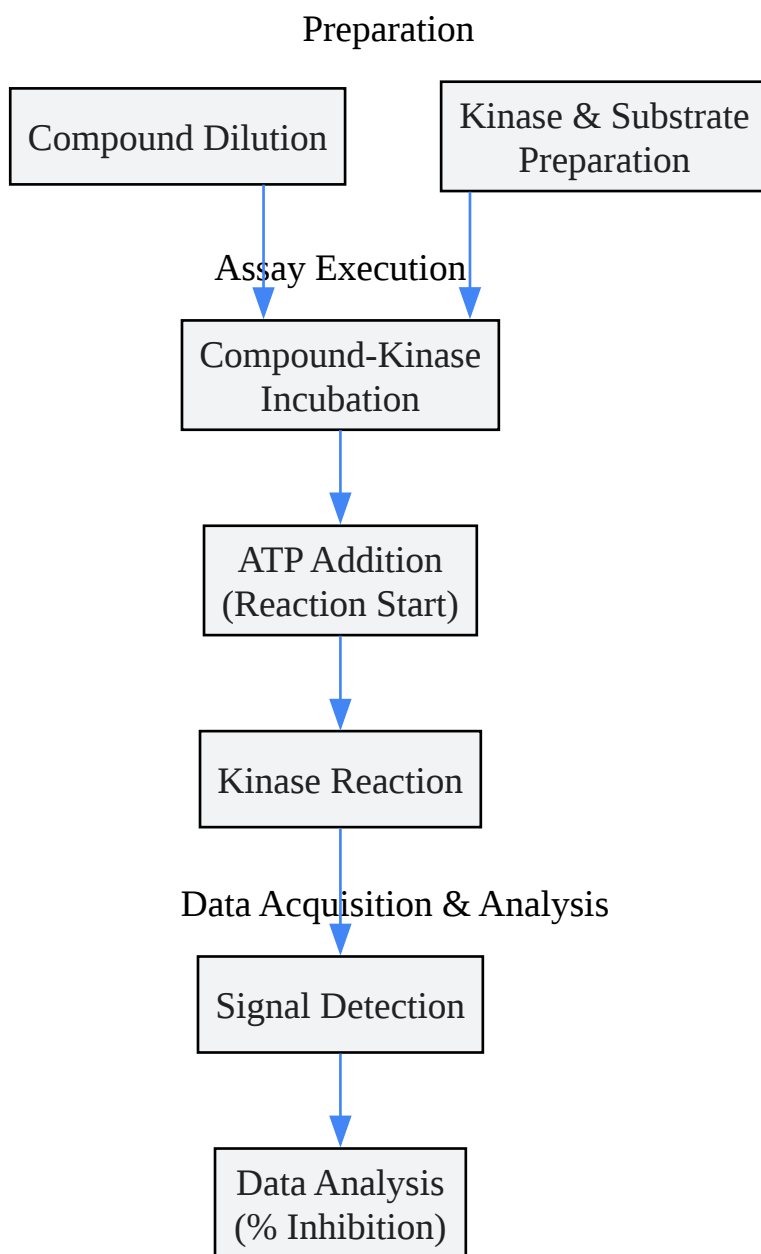 Preparation
Compound Dilution
Kinase & Substrate
Preparation
Assay Execution
Compound-Kinase
Incubation
ATP Addition
(Reaction Start)
Kinase Reaction
Data Acquisition & Analysis
Signal Detection
Data Analysis
(% Inhibition)